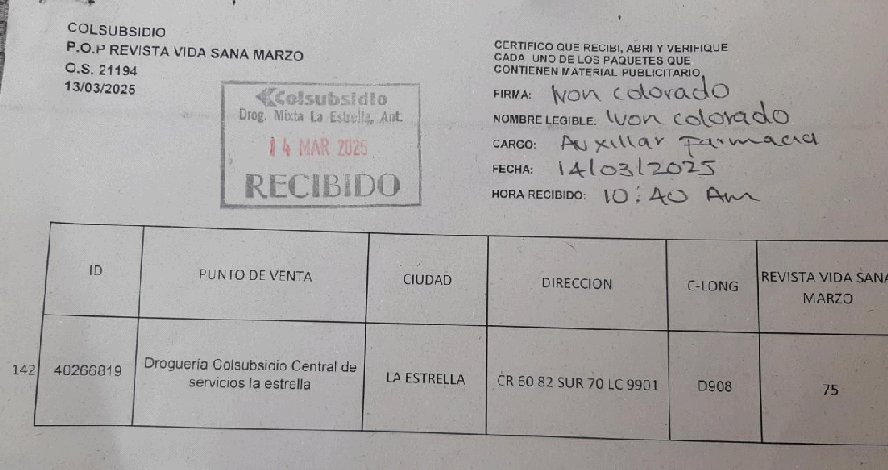 COLSUBSIDIO
P.O.P REVISTA VIDA SANA MARZO
O.S. 21194
13/03/2025
Colsubsidio
Drog. Mixta La Estrella, Ant.
14 MAR 2025
RECIBIDO
CERTIFICO QUE RECIBI, ABRI Y VERIFIQUE
CADA UNO DE LOS PAQUETES QUE
CONTIENEN MATERIAL PUBLICITARIO
FIRMA: Ivon colorado
NOMBRE LEGIBLE: Ivon colorado
CARGO: Auxiliar farmacia
FECHA: 14/03/2025
HORA RECIBIDO: 10:40 Am
ID PUNTO DE VENTA CIUDAD DIRECCION C-LONG REVISTA VIDA SANA
MARZO
142 40266819 Droguería Colsubsidio Central de
servicios la estrella LA ESTRELLA CR 60 82 SUR 70 LC 9901 D908 75